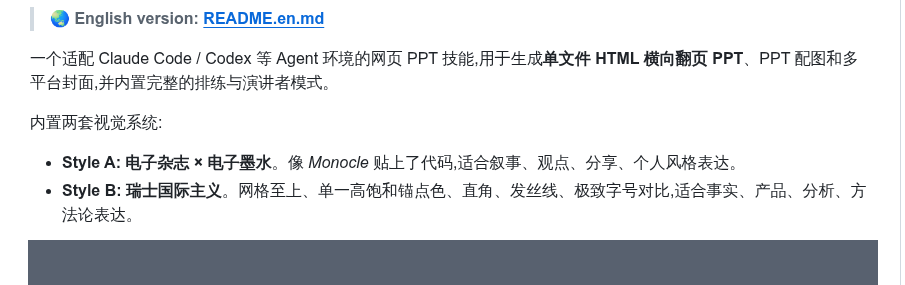 🌏 English version: README.en.md
一个适配 Claude Code / Codex 等 Agent 环境的网页 PPT 技能,用于生成单文件 HTML 横向翻页 PPT、PPT 配图和多
平台封面,并内置完整的排练与演讲者模式。
内置两套视觉系统:
• Style A: 电子杂志 × 电子墨水。像 Monocle 贴上了代码,适合叙事、观点、分享、个人风格表达。
• Style B: 瑞士国际主义。网格至上、单一高饱和锚点色、直角、发丝线、极致字号对比,适合事实、产品、分析、方
法论表达。